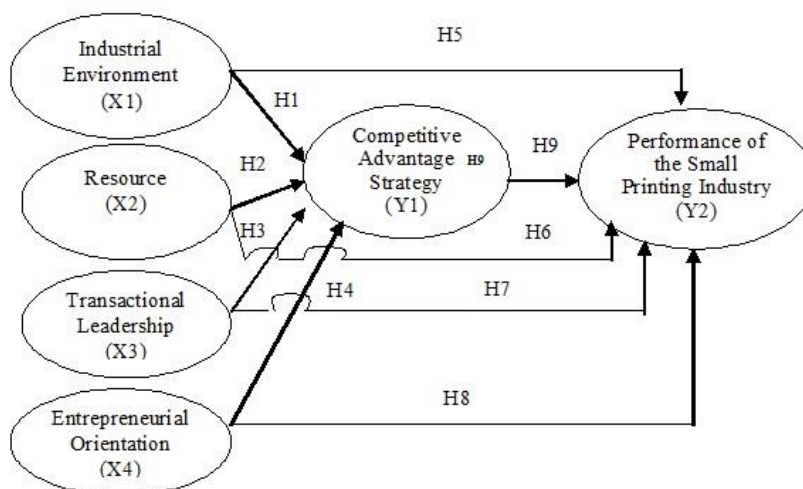 Industrial
Environment
(X1)
H5
H1
Competitive
Advantage H9
Strategy
(Y1)
H9
Performance of
the Small
Printing Industry
(Y2)
H2
Resource
(X2)
H3
H6
Transactional
Leadership
(X3)
H4
H7
H8
Entrepreneurial
Orientation
(X4)